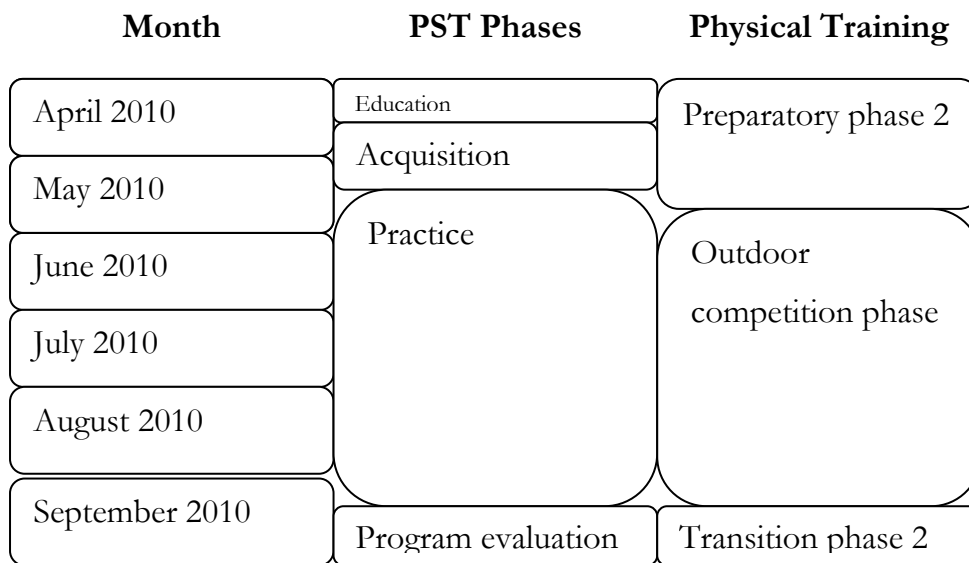 Month PST Phases Physical Training
April 2010
Education
Preparatory phase 2
Acquisition
May 2010
Practice
June 2010
Outdoor
competition phase
July 2010
August 2010
September 2010
Program evaluation
Transition phase 2